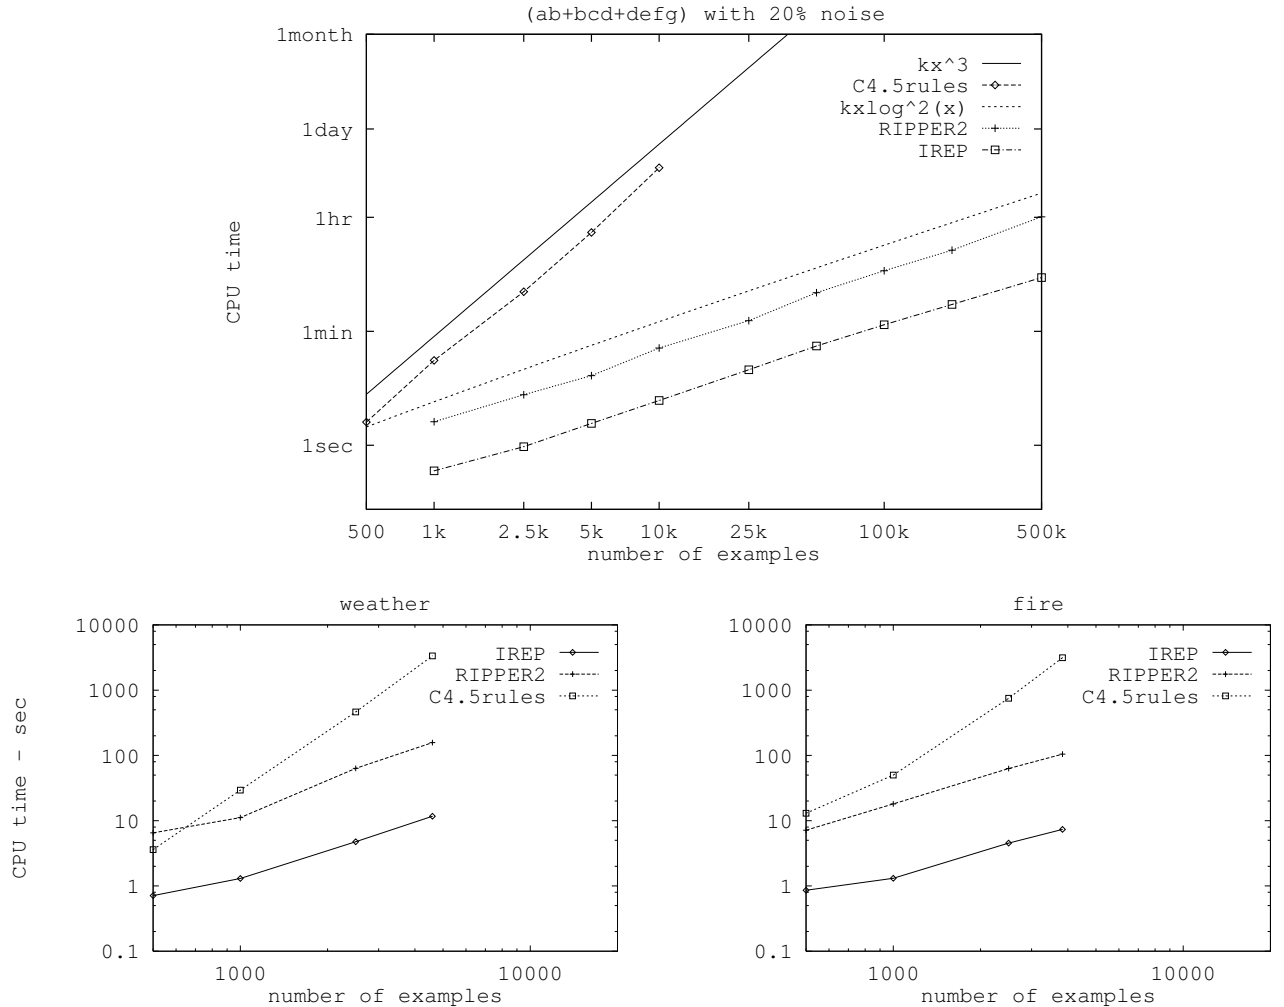 (ab+bcd+defg) with 20% noise
1month
1day
1hr
1min
1sec
CPU time
kx^3
C4.5rules
kxlog^2(x)
RIPPER2
IREP
500 1k 2.5k 5k 10k 25k 100k 500k
number of examples
weather
10000
1000
100
10
1
0.1
CPU time - sec
IREP
RIPPER2
C4.5rules
1000 10000
number of examples
fire
10000
1000
100
10
1
0.1
IREP
RIPPER2
C4.5rules
1000 10000
number of examples